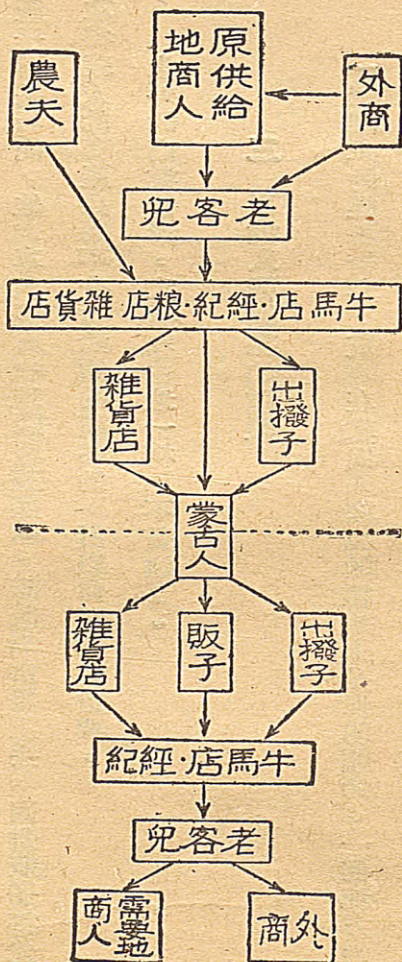 外商
原供給
地商人
農夫
老客兒
牛馬店・經紀・粮店・雜貨店
出撥子
雜貨店
蒙古人
出撥子
販子
雜貨店
牛馬店・經紀
老客兒
外商
需要地
商人